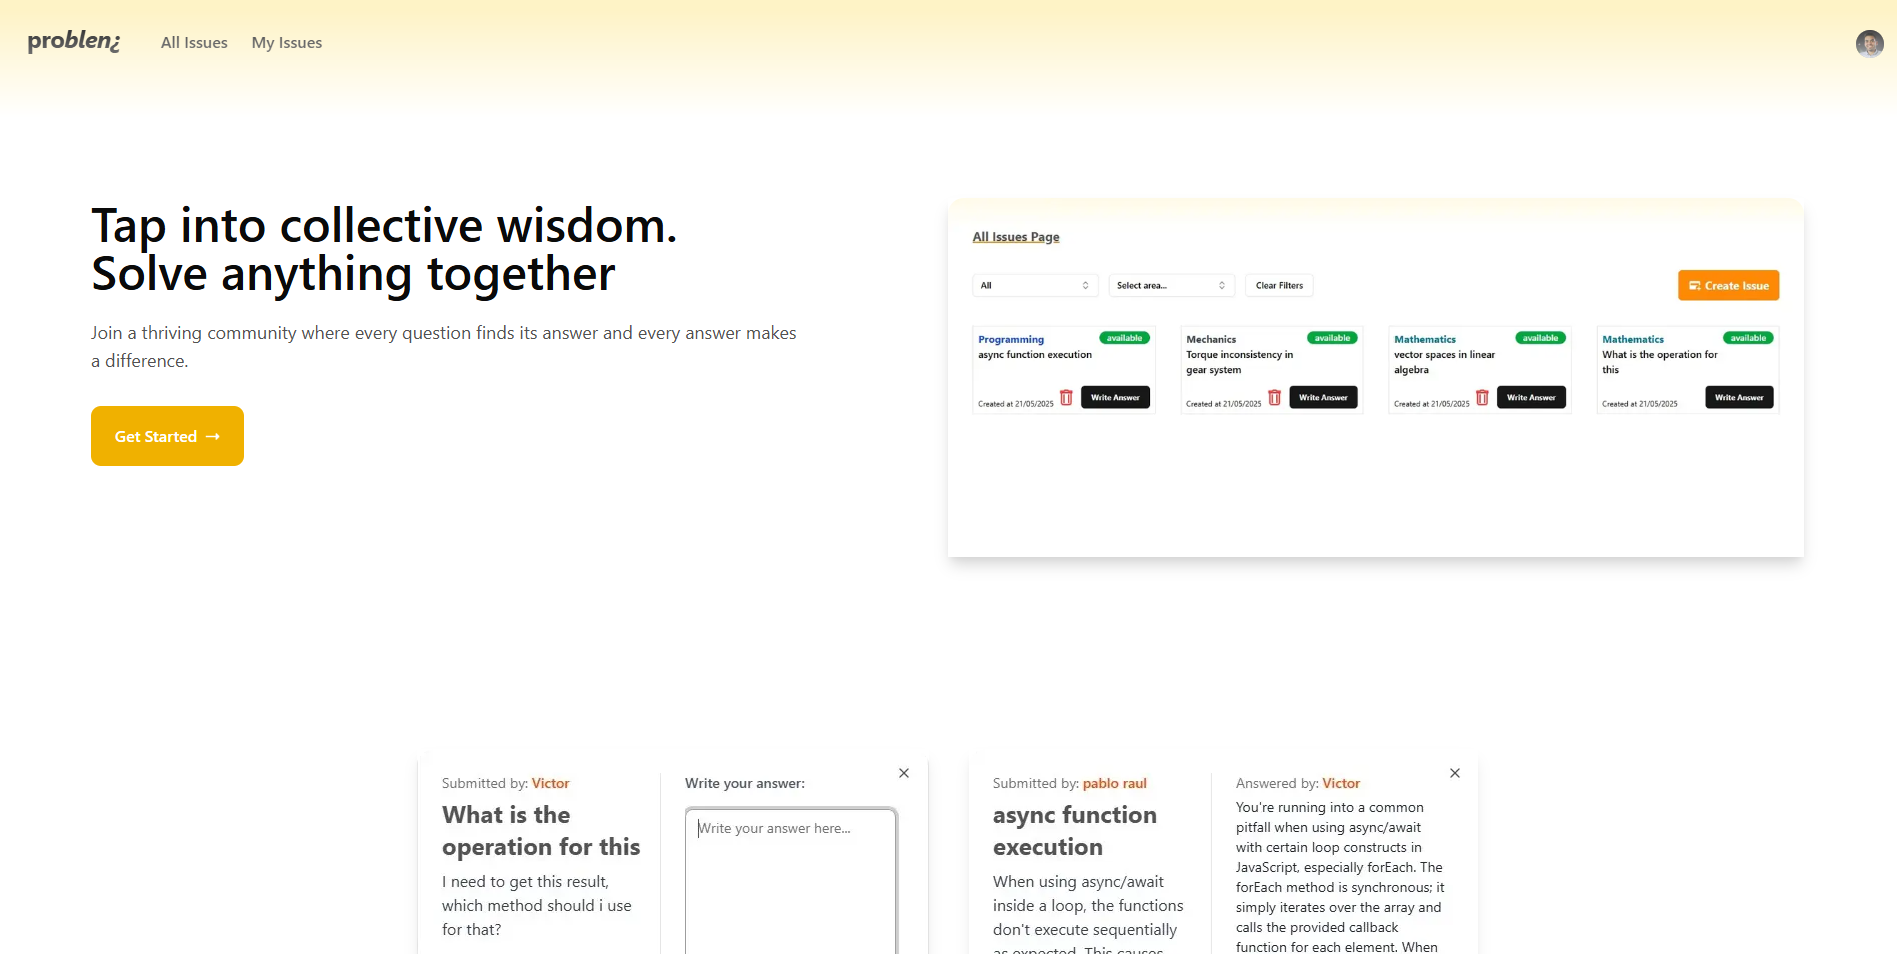 problen¿
All Issues
My Issues
Tap into collective wisdom.
Solve anything together
Join a thriving community where every question finds its answer and every answer makes
a difference.
Get Started →
All Issues Page
All
Select area...
Clear Filters
Create Issue
Programming
available
async function execution
Created at 21/05/2025
Write Answer
Mechanics
available
Torque inconsistency in
gear system
Created at 21/05/2025
Write Answer
Mathematics
available
vector spaces in linear
algebra
Created at 21/05/2025
Write Answer
Mathematics
available
What is the operation for
this
Created at 21/05/2025
Write Answer
Submitted by: Victor
What is the
operation for this
I need to get this result,
which method should i use
for that?
Write your answer:
Write your answer here...
Submitted by: pablo raul
async function
execution
When using async/await
inside a loop, the functions
don't execute sequentially
as expected. This causes
Answered by: Victor
You're running into a common
pitfall when using async/await
with certain loop constructs in
JavaScript, especially forEach. The
forEach method is synchronous; it
simply iterates over the array and
calls the provided callback
function for each element. When